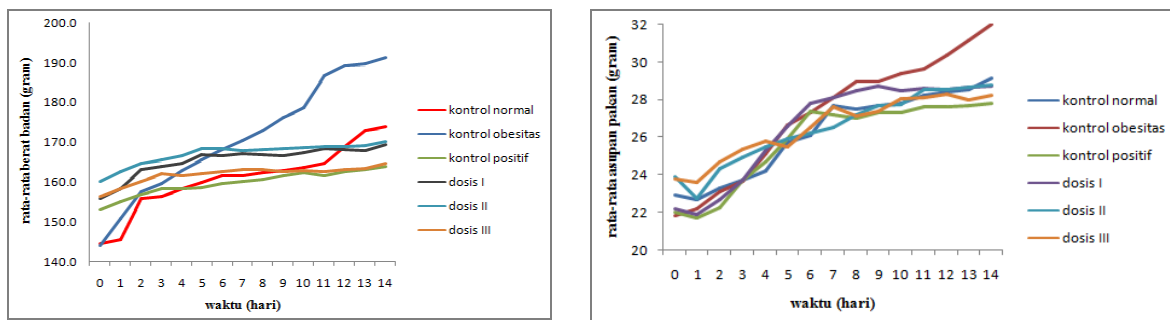 rata-rata berat badan (gram)
200.0
190.0
180.0
170.0
160.0
150.0
140.0
0 1 2 3 4 5 6 7 8 9 10 11 12 13 14
waktu (hari)
kontrol normal
kontrol obesitas
kontrol positif
dosis I
dosis II
dosis III
rata-rata asupan pakan (gram)
32
30
28
26
24
22
20
0 1 2 3 4 5 6 7 8 9 10 11 12 13 14
waktu (hari)
kontrol normal
kontrol obesitas
kontrol positif
dosis I
dosis II
dosis III